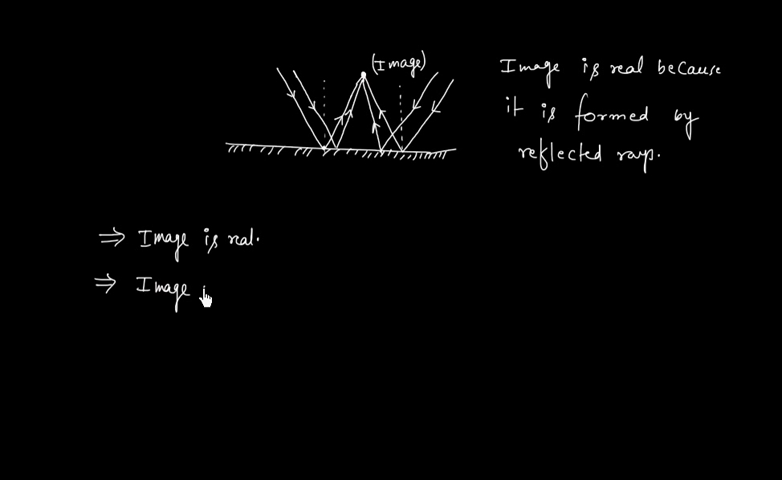 (Image)
Image is real because
it is formed by
reflected rays.
⇒ Image is real.
⇒ Image